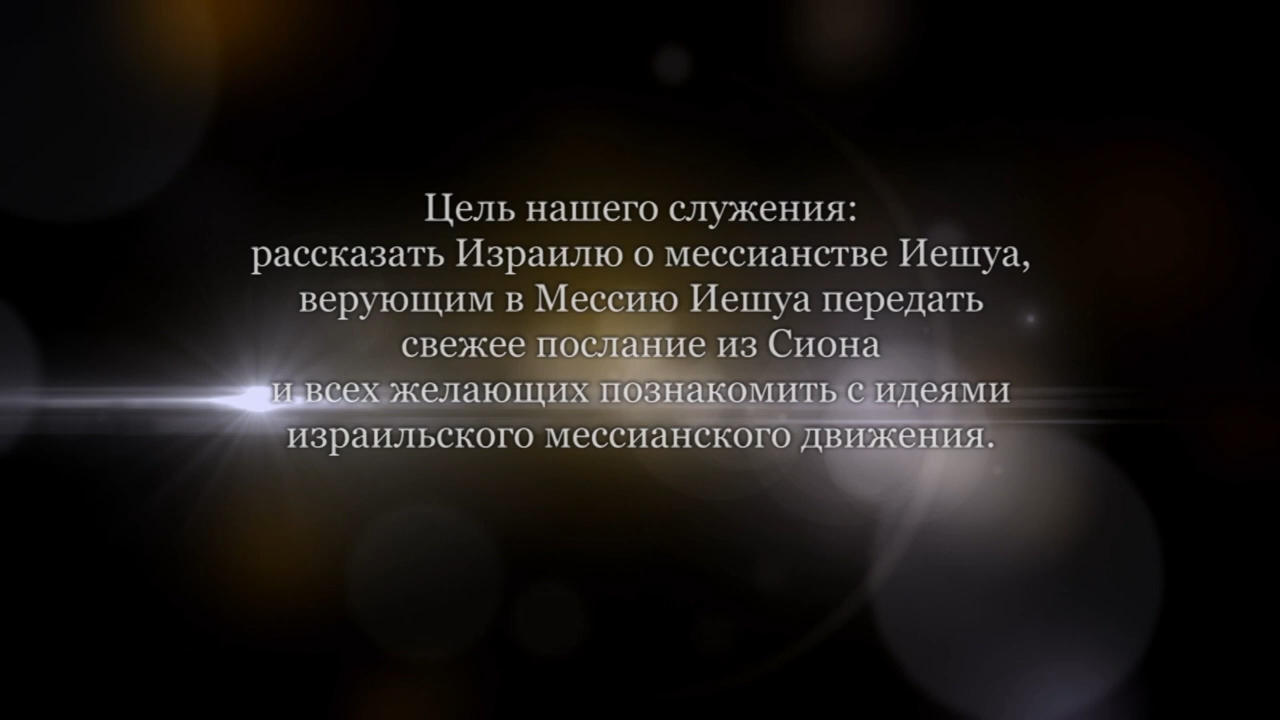 Цель нашего служения:
рассказать Израилю о мессианстве Иешуа,
верующим в Мессию Иешуа передать
свежее послание из Сиона
и всех желающих познакомить с идеями
израильского мессианского движения.